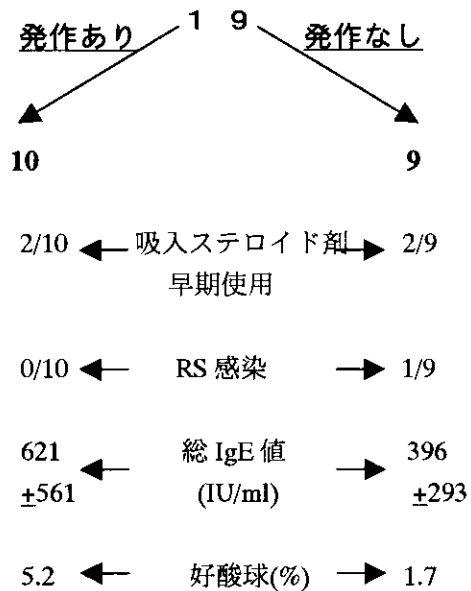 １９
発作あり 発作なし
10 9
2/10 吸入ステロイド剤 2/9
早期使用
0/10 RS 感染 1/9
621 総 IgE 値 396
±561 (IU/ml) ±293
5.2 好酸球(%) 1.7